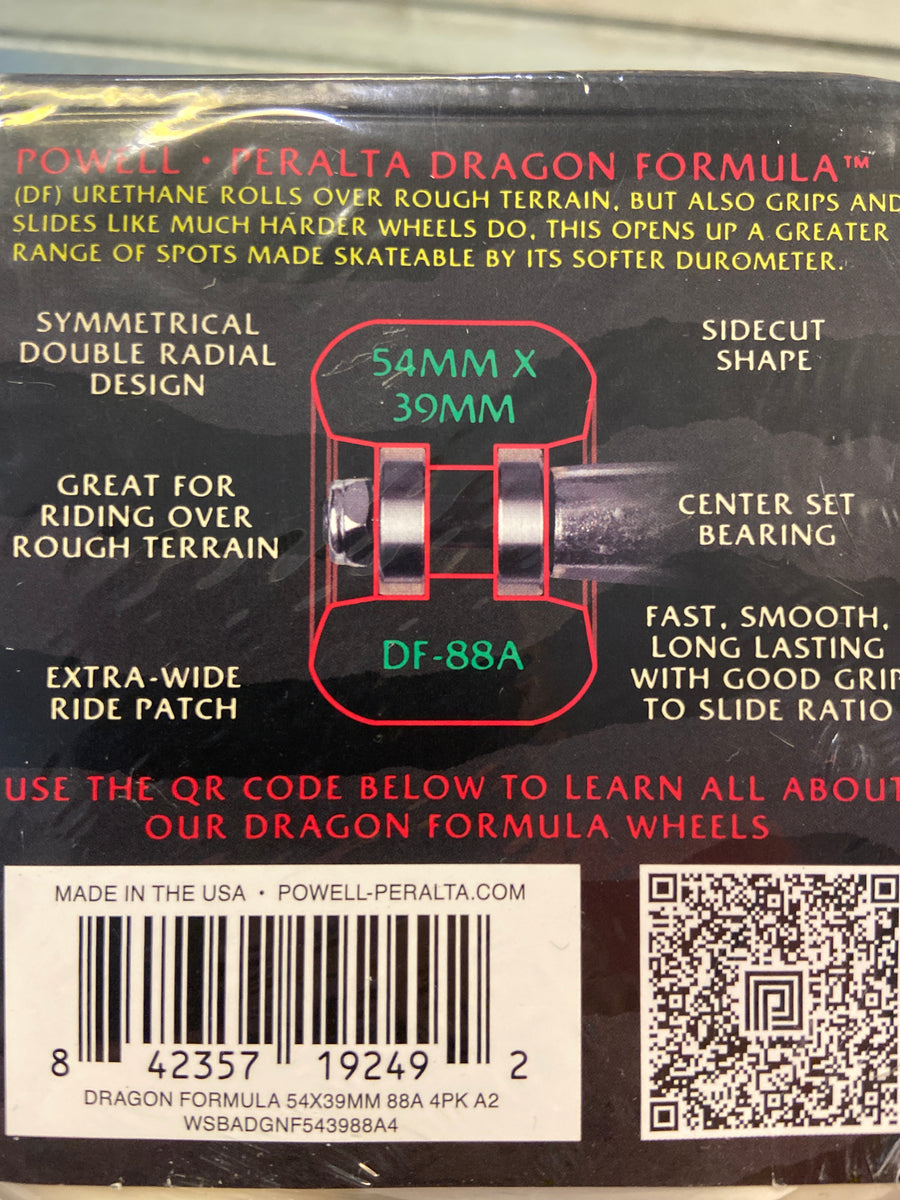 POWELL • PERALTA DRAGON FORMULA™
(DF) URETHANE ROLLS OVER ROUGH TERRAIN, BUT ALSO GRIPS AND
SLIDES LIKE MUCH HARDER WHEELS DO, THIS OPENS UP A GREATER
RANGE OF SPOTS MADE SKATEABLE BY ITS SOFTER DUROMETER.
SYMMETRICAL
DOUBLE RADIAL
DESIGN
54MM X
39MM
SIDECUT
SHAPE
GREAT FOR
RIDING OVER
ROUGH TERRAIN
CENTER SET
BEARING
EXTRA-WIDE
RIDE PATCH
DF-88A
FAST, SMOOTH,
LONG LASTING
WITH GOOD GRIP
TO SLIDE RATIO
USE THE QR CODE BELOW TO LEARN ALL ABOUT
OUR DRAGON FORMULA WHEELS
MADE IN THE USA • POWELL-PERALTA.COM
8 42357 19249 2
DRAGON FORMULA 54X39MM 88A 4PK A2
WSBADGNF543988A4